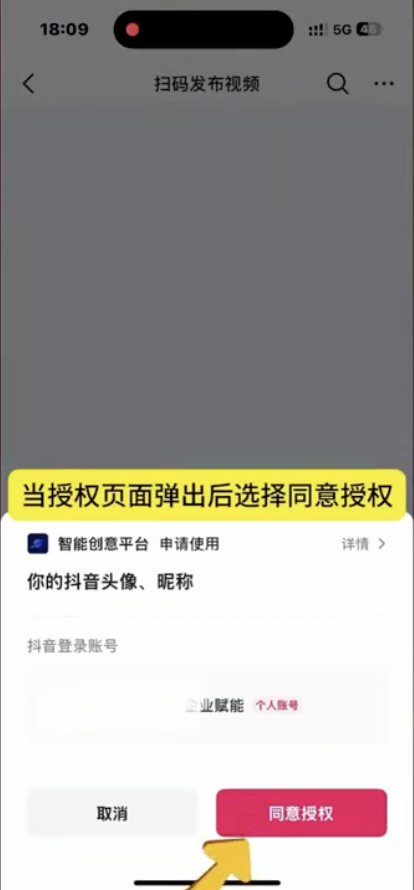 18:09
5G
扫码发布视频
当授权页面弹出后选择同意授权
智能创意平台 申请使用
详情
你的抖音头像、昵称
抖音登录账号
企业赋能 个人账号
取消
同意授权